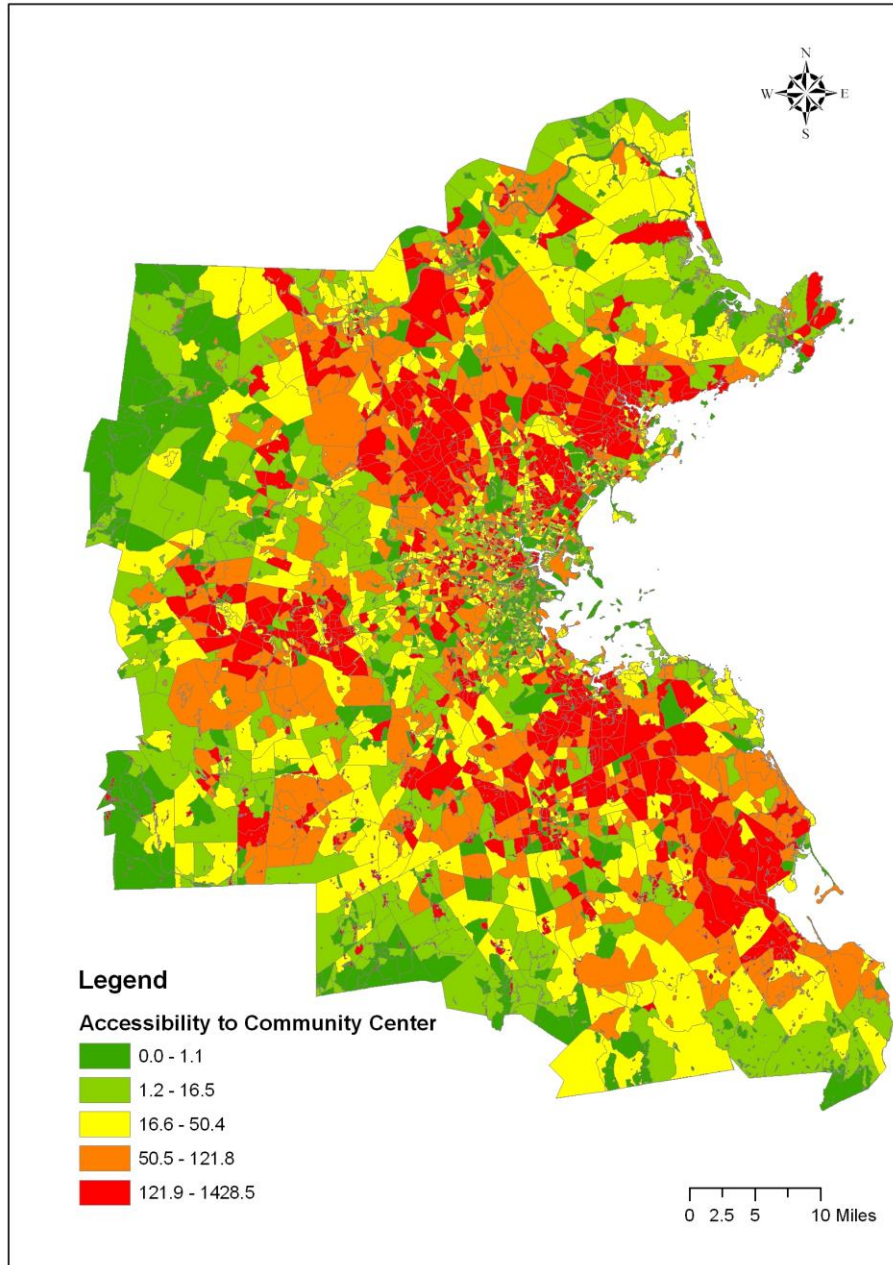 N
W E
S
Legend
Accessibility to Community Center
0.0 - 1.1
1.2 - 16.5
16.6 - 50.4
50.5 - 121.8
121.9 - 1428.5
0 2.5 5 10 Miles